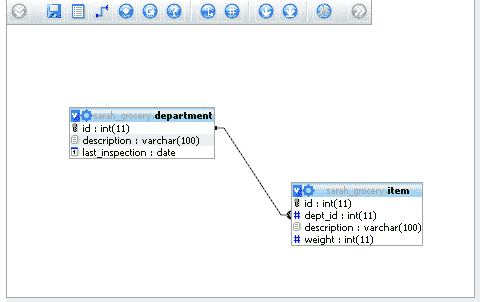 sarah_grocery department
id : int(11)
description : varchar(100)
last_inspection : date
sarah_grocery item
id : int(11)
dept_id : int(11)
description : varchar(100)
weight : int(11)